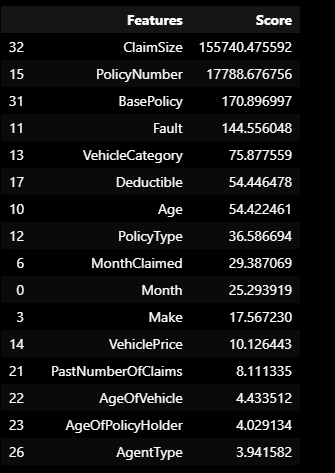 Features Score
32 ClaimSize 155740.475592
15 PolicyNumber 17788.676756
31 BasePolicy 170.896997
11 Fault 144.556048
13 VehicleCategory 75.877559
17 Deductible 54.446478
10 Age 54.422461
12 PolicyType 36.586694
6 MonthClaimed 29.387069
0 Month 25.293919
3 Make 17.567230
14 VehiclePrice 10.126443
21 PastNumberOfClaims 8.111335
22 AgeOfVehicle 4.433512
23 AgeOfPolicyHolder 4.029134
26 AgentType 3.941582